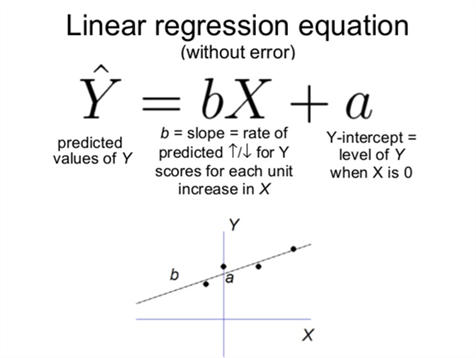 Linear regression equation
(without error)
Ŷ = bX + a
predicted
values of Y
b = slope = rate of
predicted ↑/↓ for Y
scores for each unit
increase in X
Y-intercept =
level of Y
when X is 0
Y
b
a
X